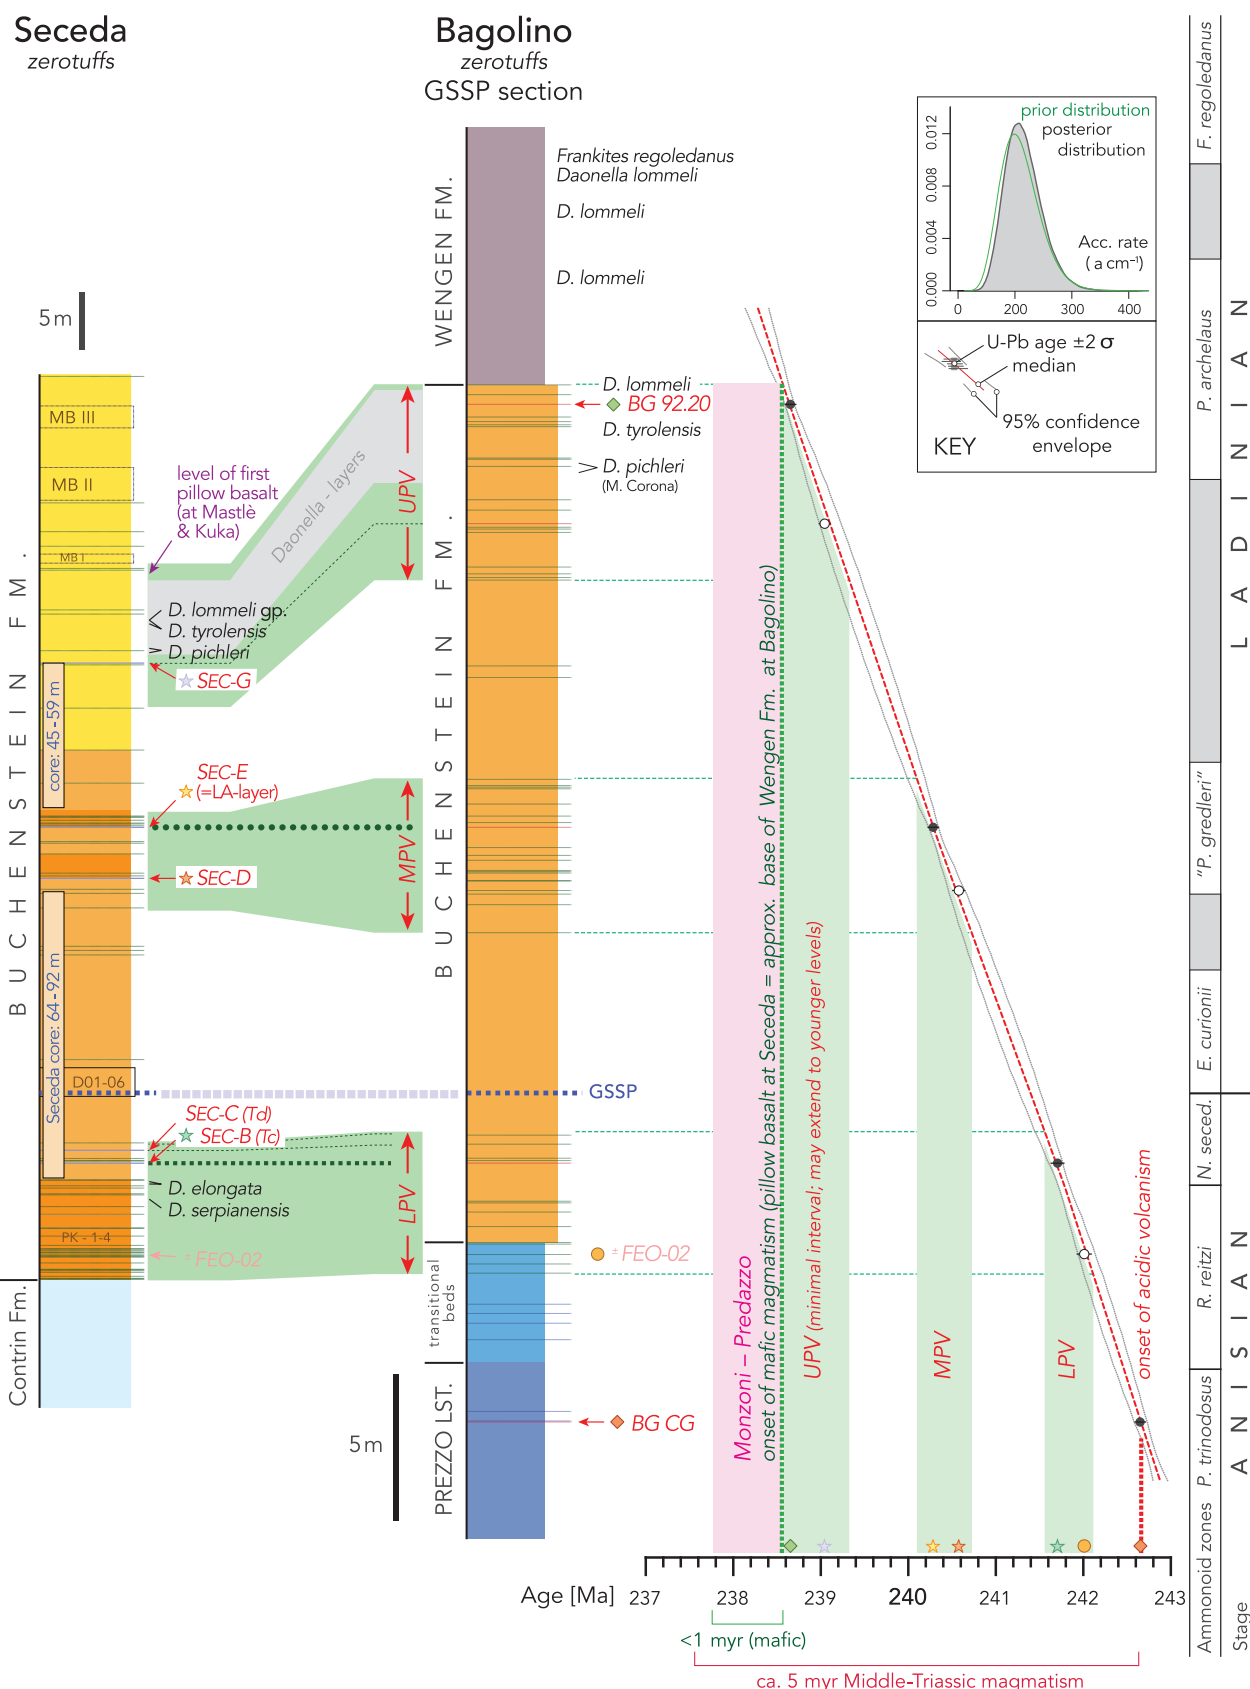 Seceda
zerotuffs
Bagolino
zerotuffs
GSSP section
5 m
BUCHENSTEIN FM.
Contrin Fm.
MB III
MB II
MB I
core: 45-59 m
Seceda core: 64-92 m
D01-06
PK - 1-4
level of first
pillow basalt
(at Mastlè
& Kuka)
D. lommeli gp.
D. tyrolensis
D. pichleri
SEC-G
SEC-E
(=LA-layer)
SEC-D
SEC-C (Td)
SEC-B (Tc)
D. elongata
D. serpianensis
± FEO-02
Daonella - layers
UPV
MPV
LPV
WENGEN FM.
BUCHENSTEIN FM.
transitional
beds
PREZZO LST.
5 m
Frankites regoledanus
Daonella lommeli
D. lommeli
D. lommeli
D. lommeli
BG 92.20
D. tyrolensis
D. pichleri
(M. Corona)
GSSP
± FEO-02
BG CG
prior distribution
posterior
distribution
Acc. rate
( a cm⁻¹)
0.012
0.008
0.004
0.000
0 200 300 400
U-Pb age ±2 σ
median
95% confidence
envelope
KEY
Monzoni – Predazzo
onset of mafic magmatism (pillow basalt at Seceda = approx. base of Wengen Fm. at Bagolino)
UPV (minimal interval; may extend to younger levels)
MPV
LPV
onset of acidic volcanism
Age [Ma]
237 238 239 240 241 242 243
<1 myr (mafic)
ca. 5 myr Middle-Triassic magmatism
F. regoledanus
P. archelaus
"P. gredleri"
E. curionii
N. seced.
R. reitzi
P. trinodosus
Ammonoid zones
LADINIAN
ANISIAN
Stage